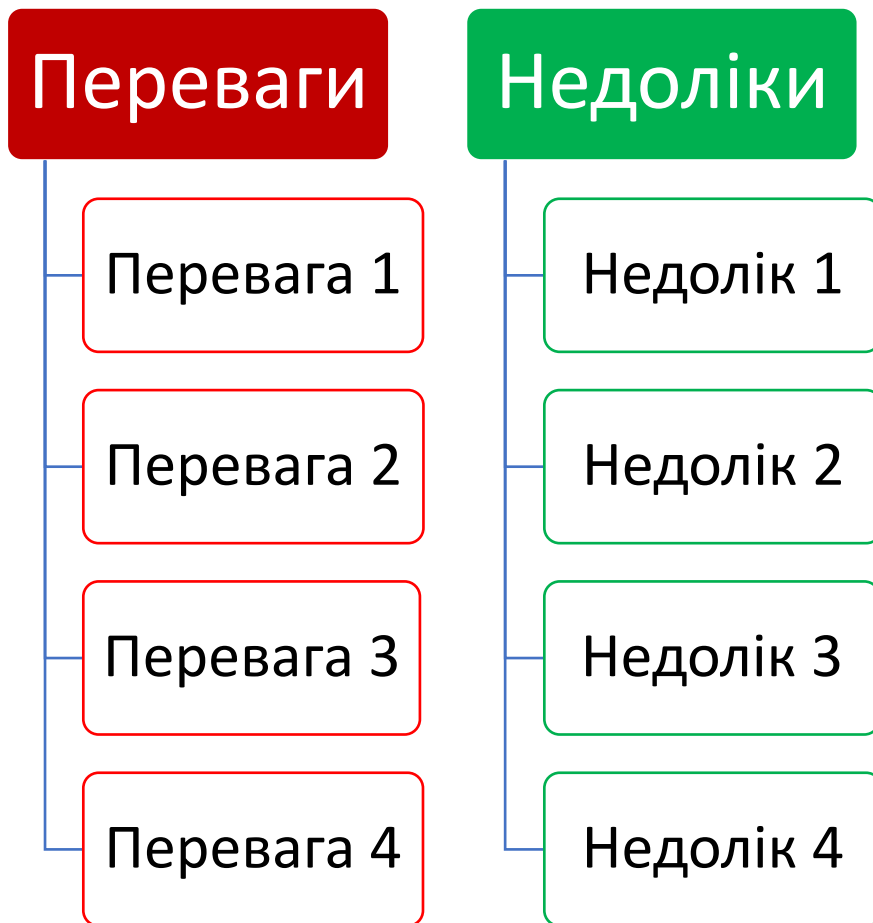 Переваги
Перевага 1
Перевага 2
Перевага 3
Перевага 4
Недоліки
Недолік 1
Недолік 2
Недолік 3
Недолік 4